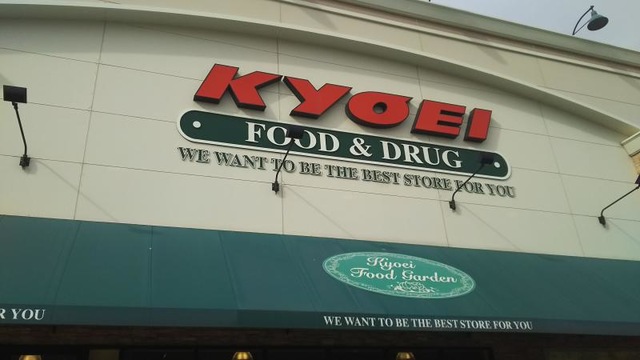 KYOEI
FOOD & DRUG
WE WANT TO BE THE BEST STORE FOR YOU
Kyoei
Food Garden
R YOU
WE WANT TO BE THE BEST STORE FOR YOU